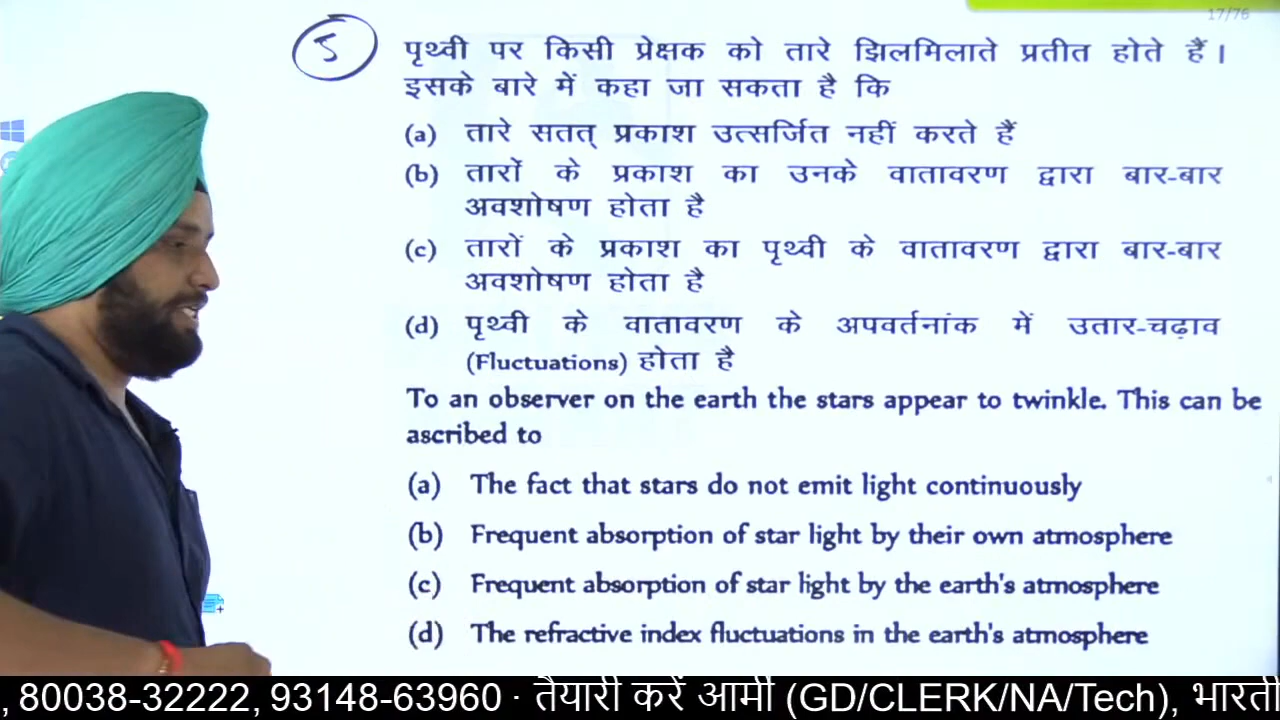 17/76
5
पृथ्वी पर किसी प्रेक्षक को तारे झिलमिलाते प्रतीत होते हैं।
इसके बारे में कहा जा सकता है कि
(a) तारे सतत् प्रकाश उत्सर्जित नहीं करते हैं
(b) तारों के प्रकाश का उनके वातावरण द्वारा बार-बार
अवशोषण होता है
(c) तारों के प्रकाश का पृथ्वी के वातावरण द्वारा बार-बार
अवशोषण होता है
(d) पृथ्वी के वातावरण के अपवर्तनांक में उतार-चढ़ाव
(Fluctuations) होता है
To an observer on the earth the stars appear to twinkle. This can be
ascribed to
(a) The fact that stars do not emit light continuously
(b) Frequent absorption of star light by their own atmosphere
(c) Frequent absorption of star light by the earth's atmosphere
(d) The refractive index fluctuations in the earth's atmosphere
, 80038-32222, 93148-63960 · तैयारी करें आर्मी (GD/CLERK/NA/Tech), भारती